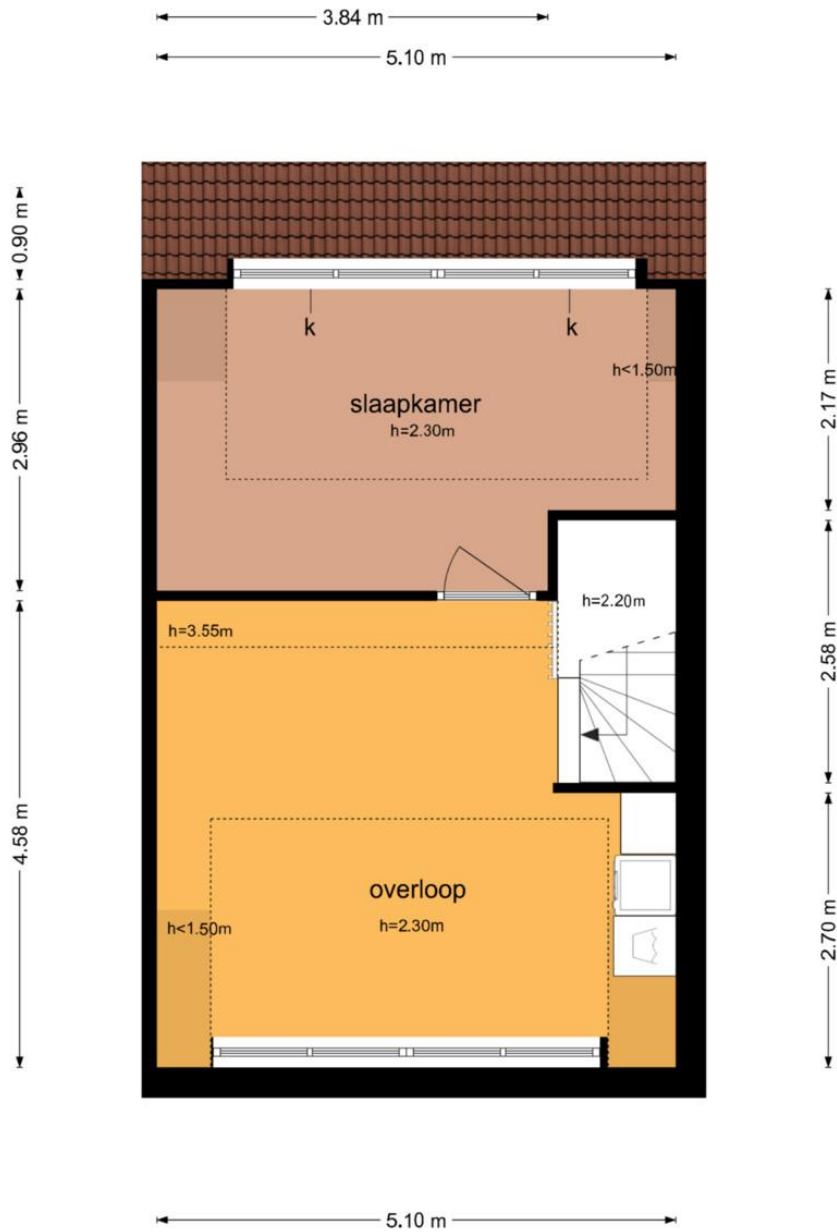 3.84 m
5.10 m
0.90 m
k
k
h<1.50m
2.17 m
slaapkamer
h=2.30m
2.96 m
h=2.20m
h=3.55m
2.58 m
4.58 m
overloop
h<1.50m
h=2.30m
2.70 m
5.10 m